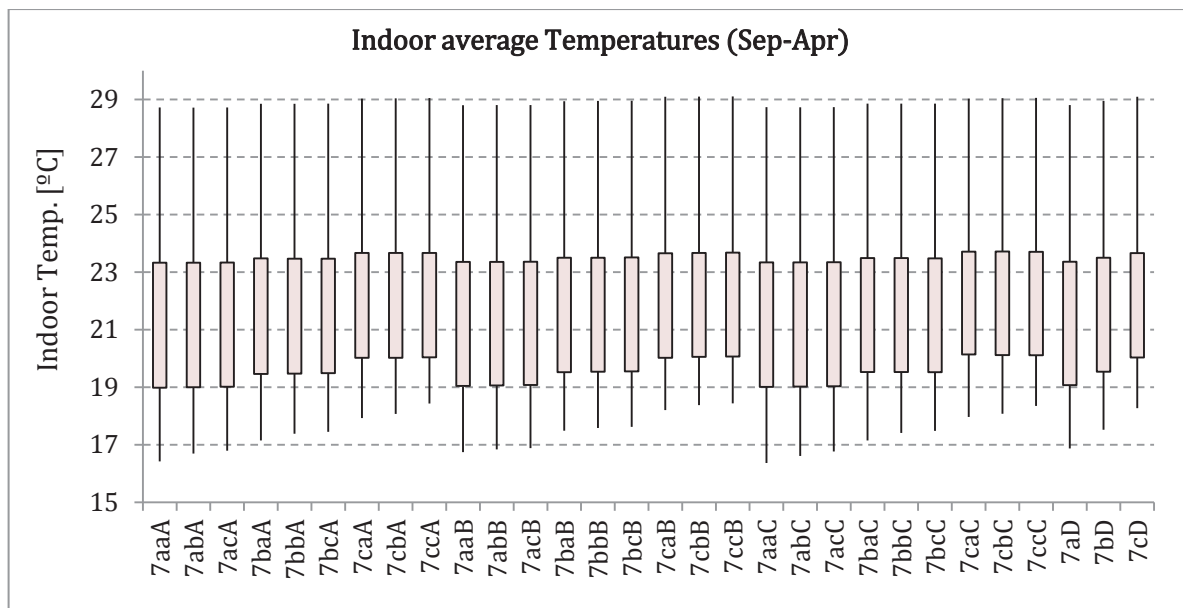 Indoor average Temperatures (Sep-Apr)
Indoor Temp. [ºC]
29
27
25
23
21
19
17
15
7aaA
7abA
7acA
7baA
7bbA
7bcA
7caA
7cbA
7ccA
7aaB
7abB
7acB
7baB
7bbB
7bcB
7caB
7cbB
7ccB
7aaC
7abC
7acC
7baC
7bbC
7bcC
7caC
7cbC
7ccC
7aD
7bD
7cD